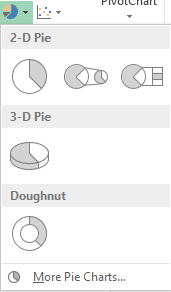 PivotChart
2-D Pie
3-D Pie
Doughnut
More Pie Charts...